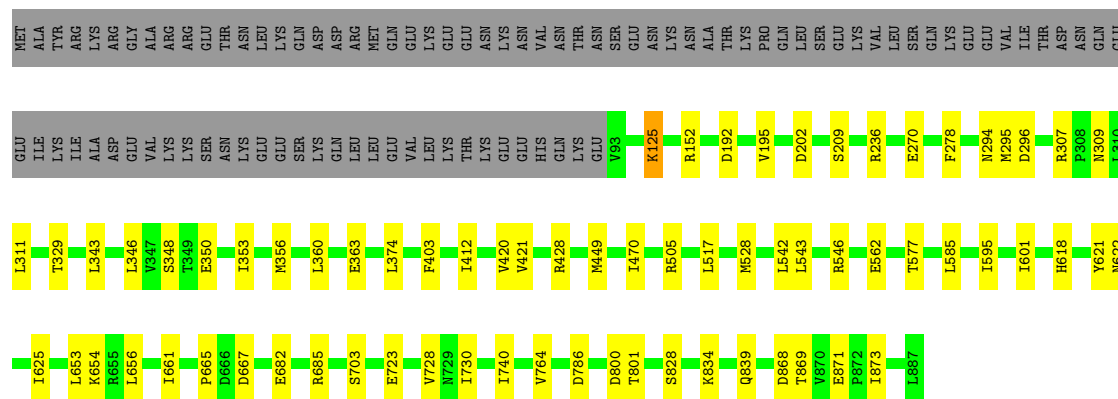 MET ALA TYR ARG LYS ARG GLY ALA ARG ARG GLU THR ASN LEU LYS GLN ASP ASP ARG MET GLN GLU LYS GLU GLU ASN LYS ASN VAL ASN THR ASN SER GLU ASN LYS ASN ALA THR LYS PRO GLN LEU SER GLU LYS VAL LEU SER GLN LYS GLU GLU VAL ILE THR ASP ASN GLN GLU
GLU ILE LYS ILE ALA ASP GLU VAL LYS LYS SER ASN LYS GLU GLU SER LYS GLN LEU LEU GLU VAL LEU LYS THR LYS GLU GLU HIS GLN LYS GLU V93 K125 R152 D192 V195 D202 S209 R236 E270 F278 N294 M295 D296 R307 P308 N309 L310
L311 T329 L343 L346 V347 S348 T349 E350 I353 M356 L360 E363 L374 F403 I412 V420 V421 R428 M449 I470 R505 L517 M528 L542 L543 R546 E562 T577 L585 I595 I601 H618 Y621 N622
I625 L653 K654 R655 L656 I661 P665 D666 D667 E682 R685 S703 E723 V728 N729 I730 I740 V764 D786 D800 T801 S828 K834 Q839 D868 T869 V870 E871 P872 I873 L887